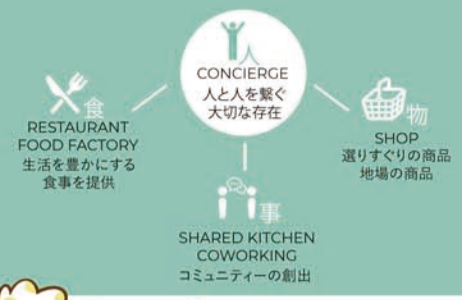 人
CONCIERGE
人と人を繋ぐ
大切な存在
食
RESTAURANT
FOOD FACTORY
生活を豊かにする
食事を提供
物
SHOP
選りすぐりの商品
地場の商品
事
SHARED KITCHEN
COWORKING
コミュニティーの創出